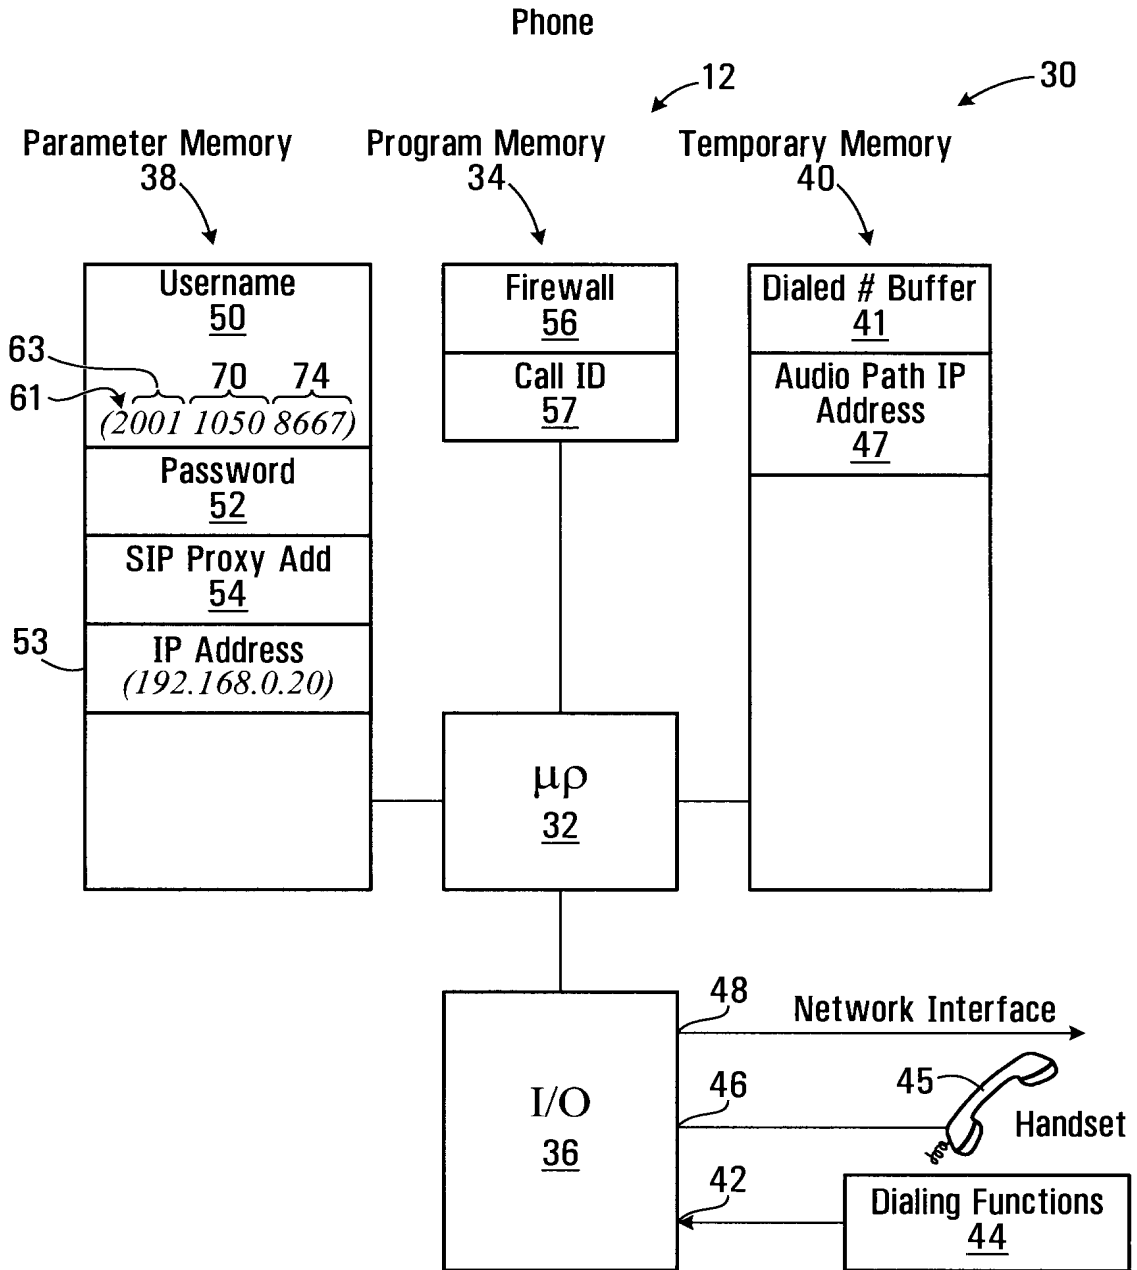 Phone
12
30
Parameter Memory
38
Program Memory
34
Temporary Memory
40
Username
50
63
70
74
61
(2001 1050 8667)
Password
52
SIP Proxy Add
54
53
IP Address
(192.168.0.20)
Firewall
56
Call ID
57
Dialed # Buffer
41
Audio Path IP
Address
47
μρ
32
I/O
36
48
Network Interface
46
45
Handset
42
Dialing Functions
44